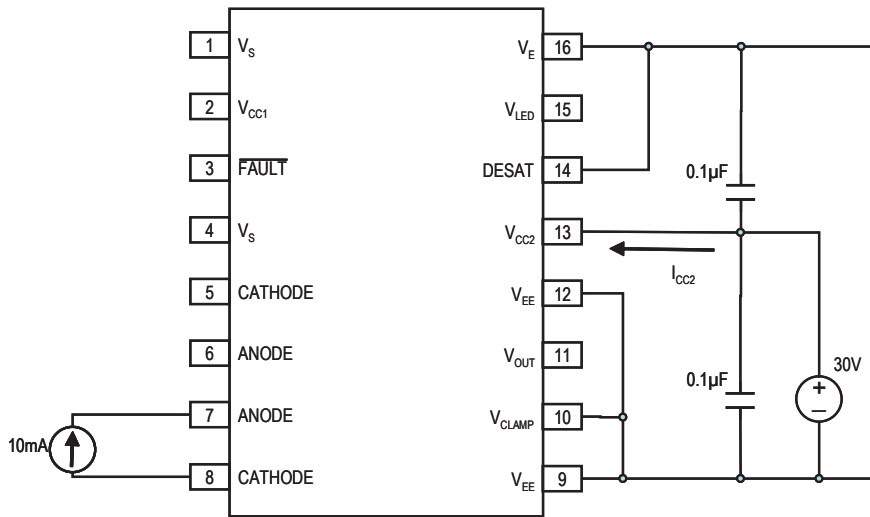 1 VS
2 VCC1
3 FAULT
4 VS
5 CATHODE
6 ANODE
7 ANODE
8 CATHODE
10mA
VE 16
VLED 15
DESAT 14
VCC2 13
VEE 12
VOUT 11
VCLAMP 10
VEE 9
0.1µF
ICC2
0.1µF
30V
+
–